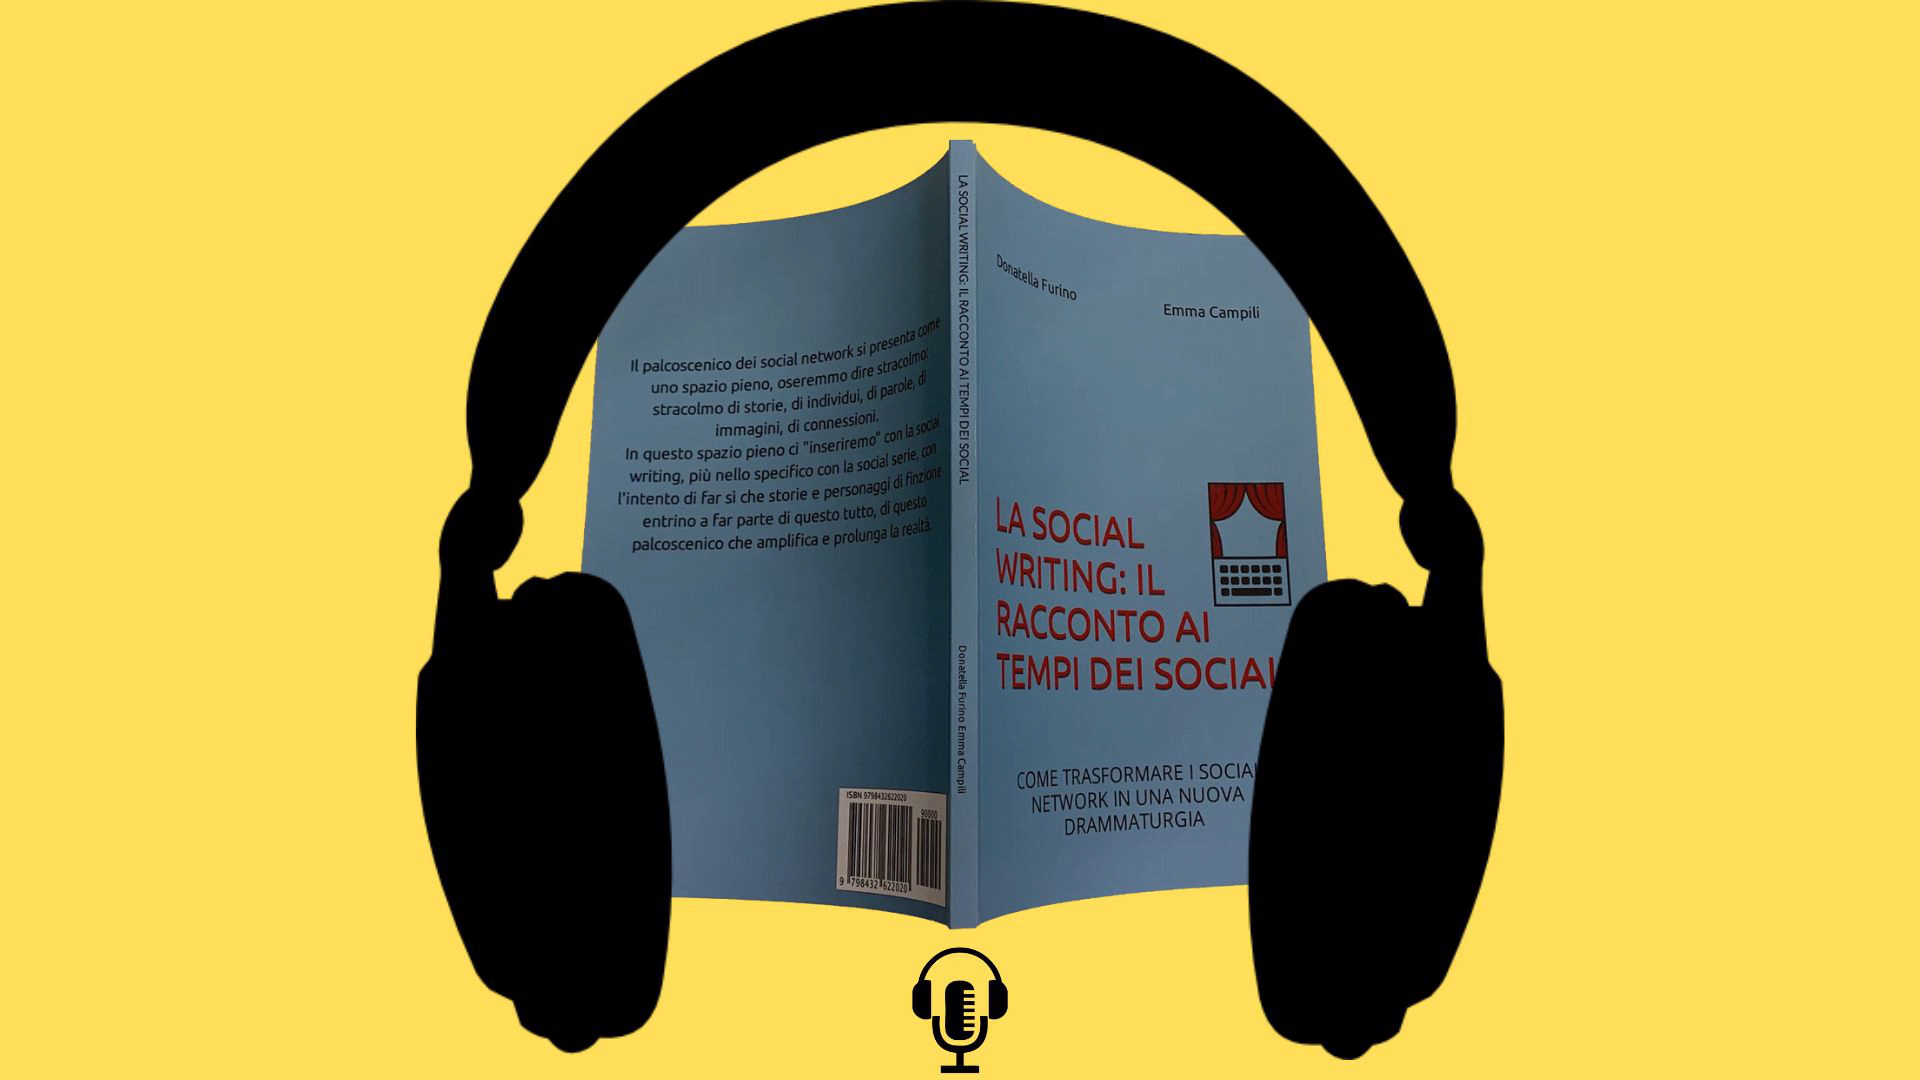 Il palcoscenico dei social network si presenta come
uno spazio pieno, oseremmo dire stracolmo:
stracolmo di storie, di individui, di parole, di
immagini, di connessioni.
In questo spazio pieno ci "inseriremo" con la social
writing, più nello specifico con la social serie, con
l'intento di far sì che storie e personaggi di finzione
entrino a far parte di questo tutto, di questo
palcoscenico che amplifica e prolunga la realtà.
ISBN 9798432622020
90000
9 798432 622020
LA SOCIAL WRITING: IL RACCONTO AI TEMPI DEI SOCIAL
Donatella Furino Emma Campili
Donatella Furino
Emma Campili
LA SOCIAL
WRITING: IL
RACCONTO AI
TEMPI DEI SOCIAL
COME TRASFORMARE I SOCIAL
NETWORK IN UNA NUOVA
DRAMMATURGIA